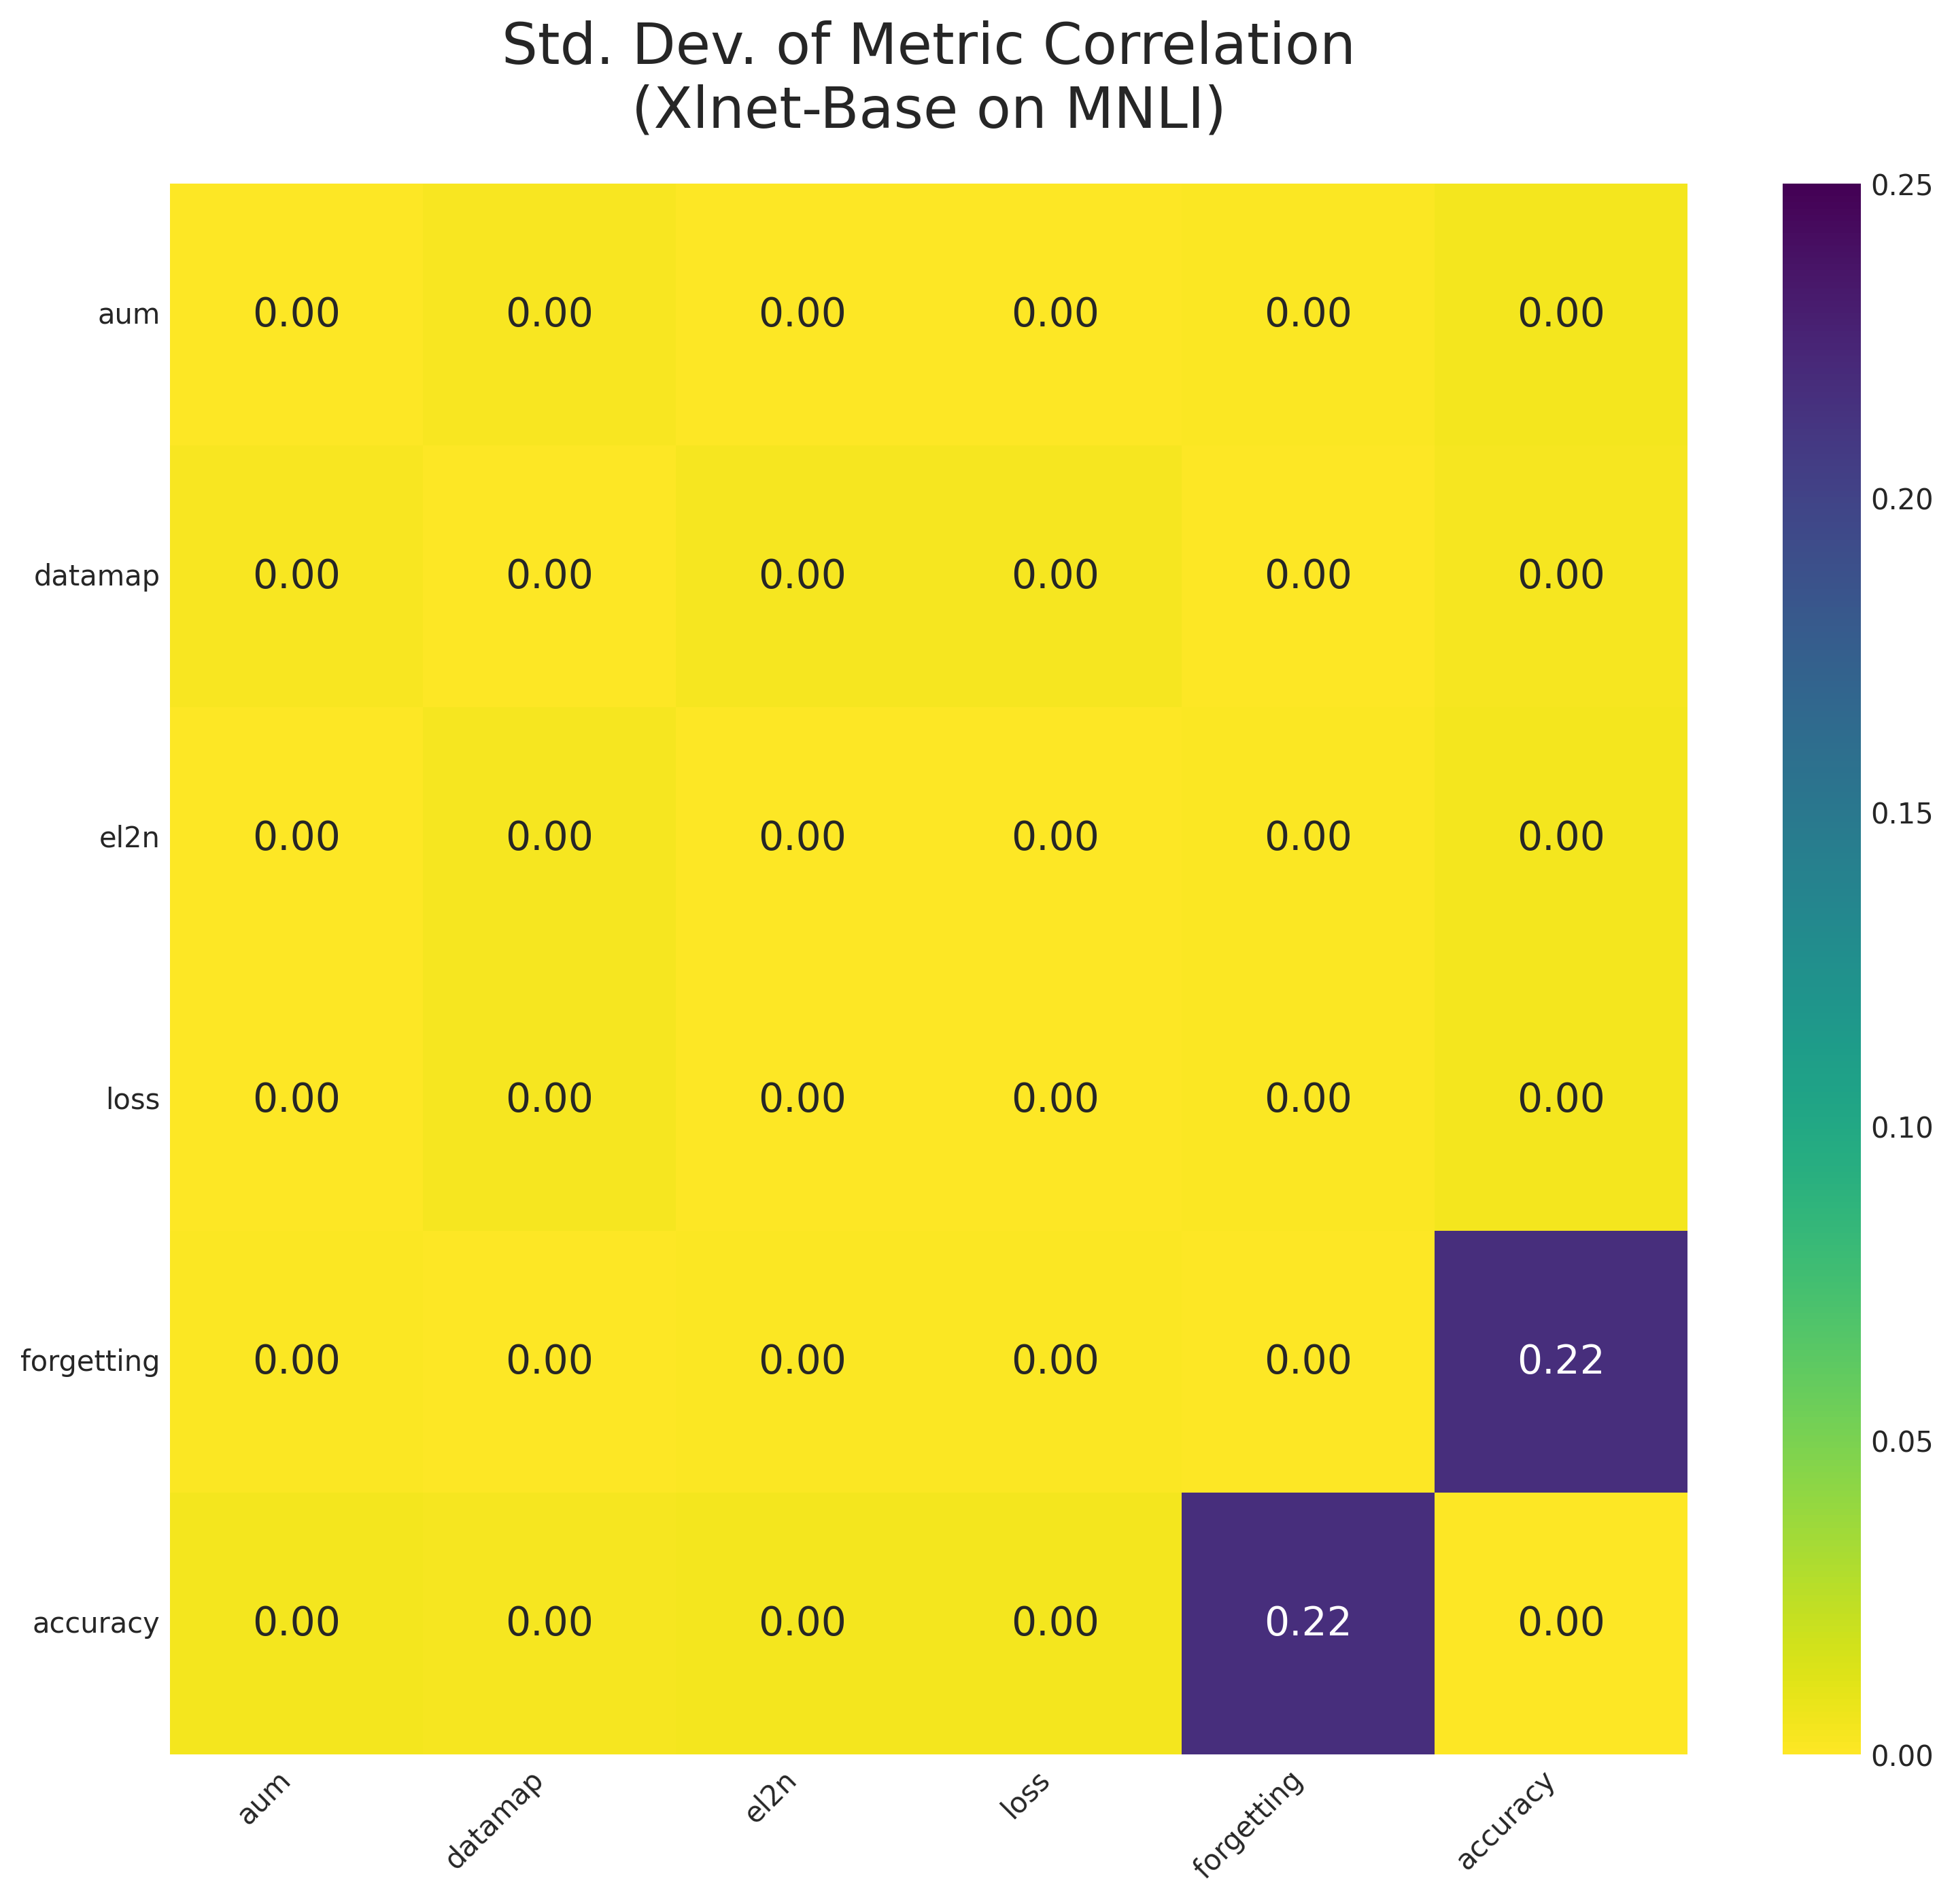 Std. Dev. of Metric Correlation
(Xlnet-Base on MNLI)
aum 0.00 0.00 0.00 0.00 0.00 0.00
datamap 0.00 0.00 0.00 0.00 0.00 0.00
el2n 0.00 0.00 0.00 0.00 0.00 0.00
loss 0.00 0.00 0.00 0.00 0.00 0.00
forgetting 0.00 0.00 0.00 0.00 0.00 0.22
accuracy 0.00 0.00 0.00 0.00 0.22 0.00
aum datamap el2n loss forgetting accuracy
0.25
0.20
0.15
0.10
0.05
0.00